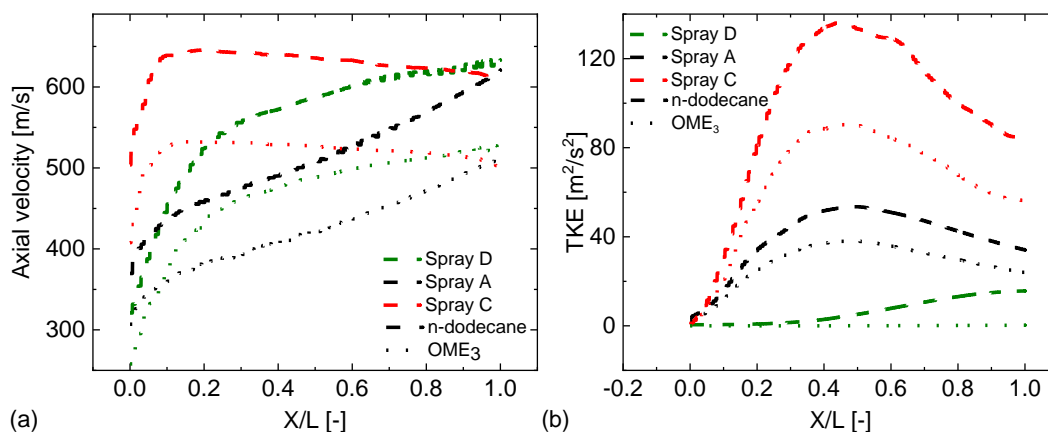 600
500
400
300
Axial velocity [m/s]
Spray D
Spray A
Spray C
n-dodecane
OME3
0.0 0.2 0.4 0.6 0.8 1.0
X/L [-]
(a)
120
80
40
0
TKE [m²/s²]
Spray D
Spray A
Spray C
n-dodecane
OME₃
-0.2 0.0 0.2 0.4 0.6 0.8 1.0
X/L [-]
(b)